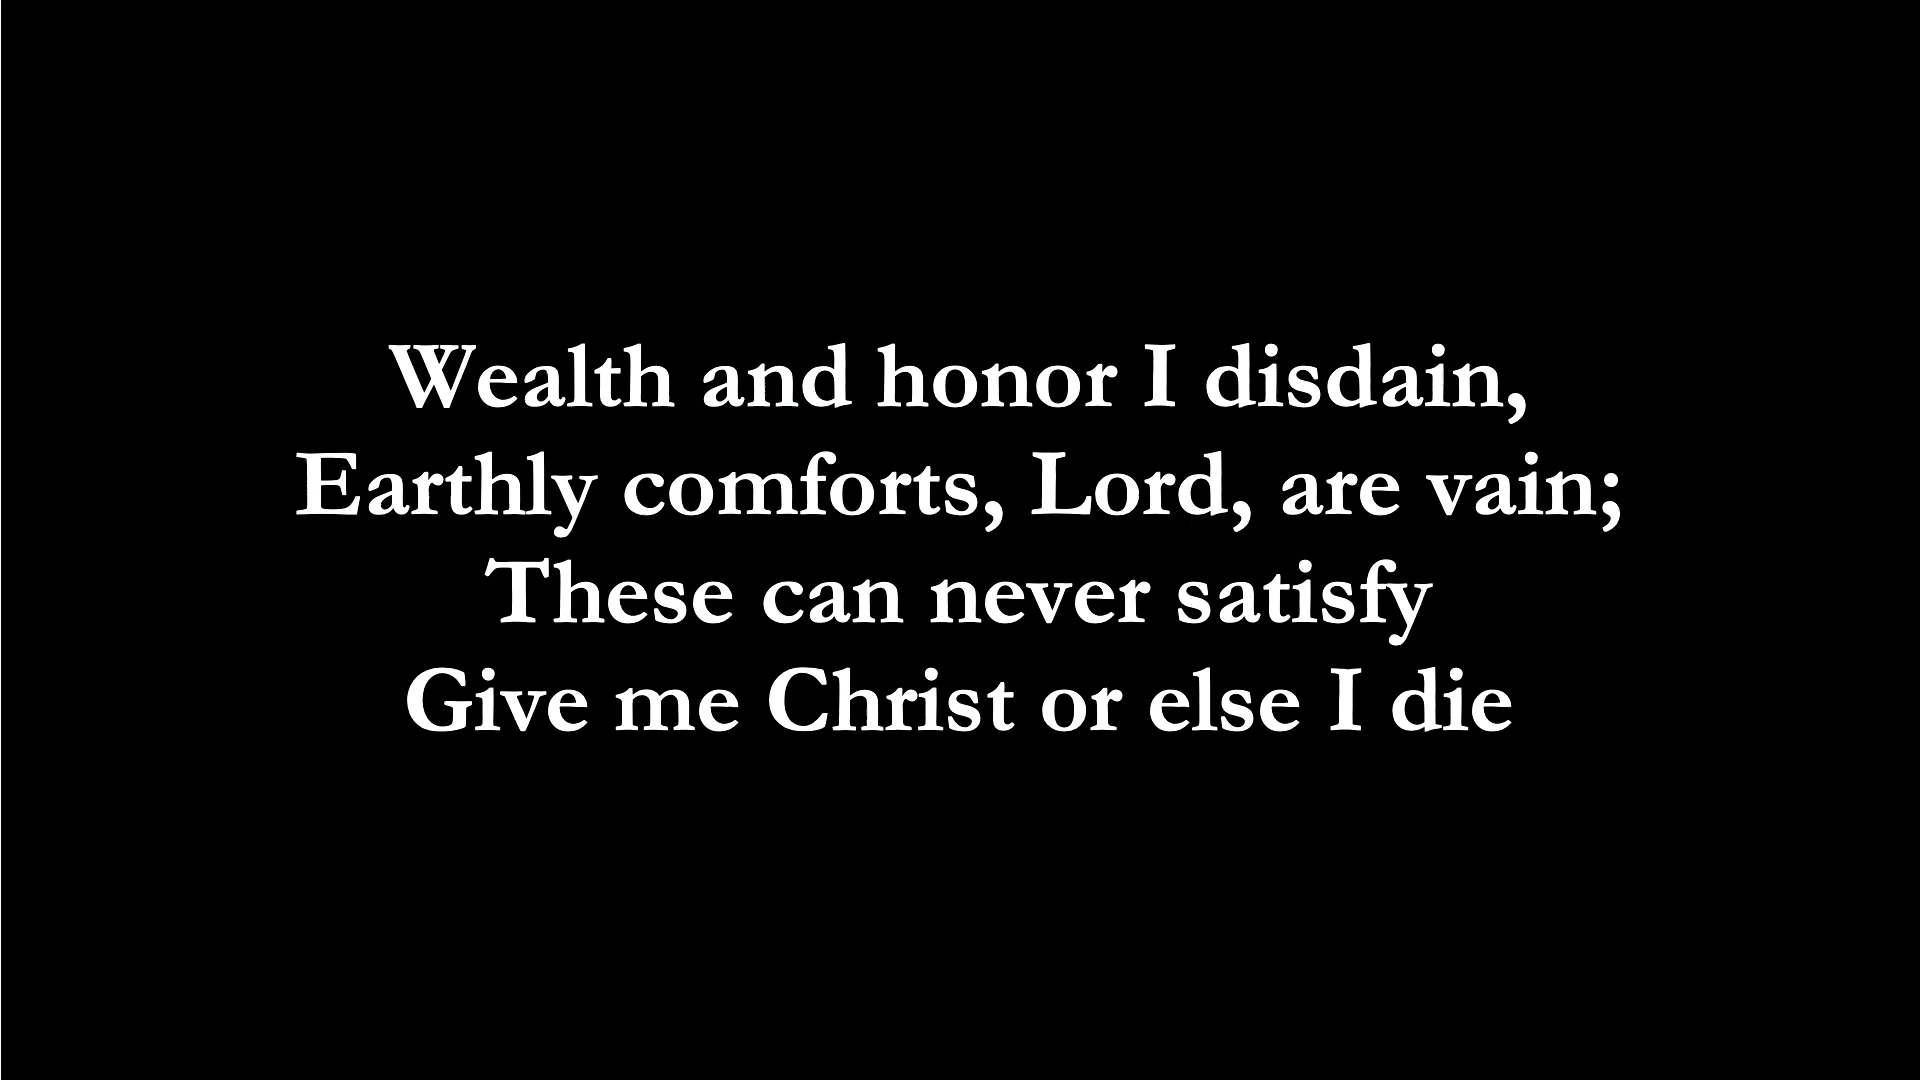 Wealth and honor I disdain,
Earthly comforts, Lord, are vain;
These can never satisfy
Give me Christ or else I die